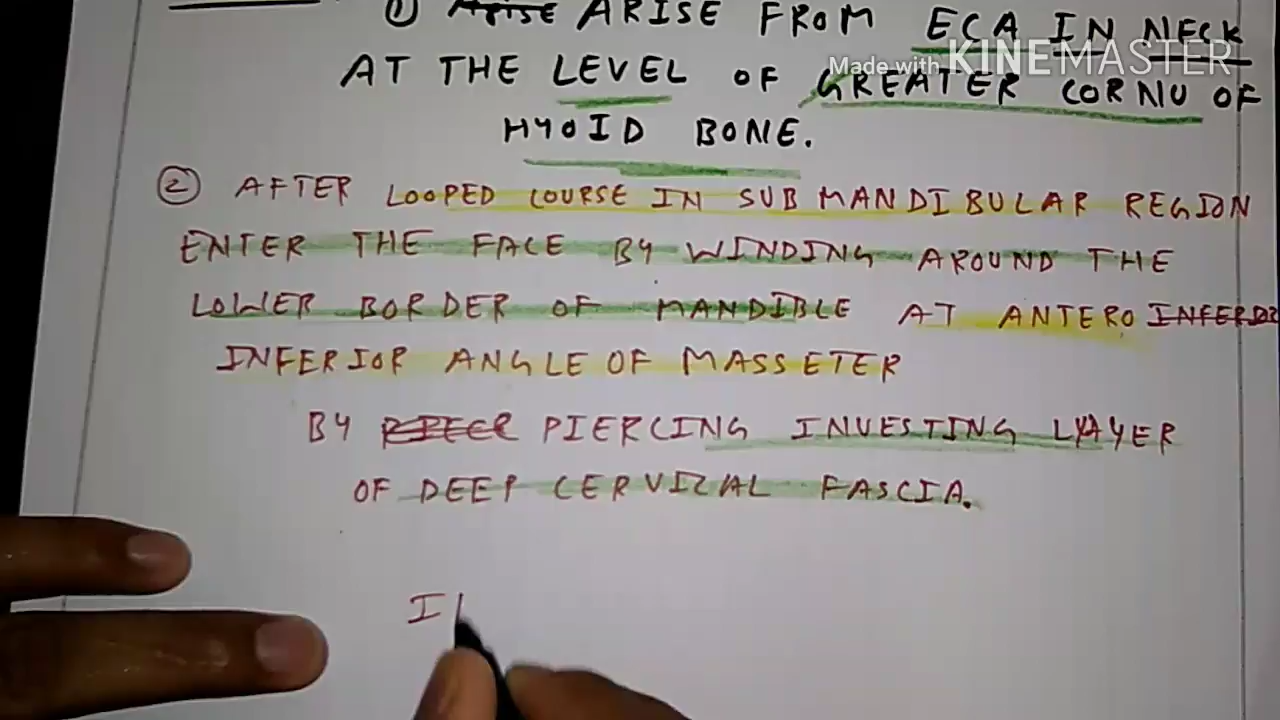 ① ARISE ARISE FROM ECA IN NECK
Made with KINEMASTER
AT THE LEVEL OF GREATER CORNU OF
HYOID BONE.
② AFTER LOOPED COURSE IN SUBMANDIBULAR REGION
ENTER THE FACE BY WINDING AROUND THE
LOWER BORDER OF MANDIBLE AT ANTERO
INFERIOR ANGLE OF MASSETER
BY PIERCING INVESTING LAYER
OF DEEP CERVICAL FASCIA.
I